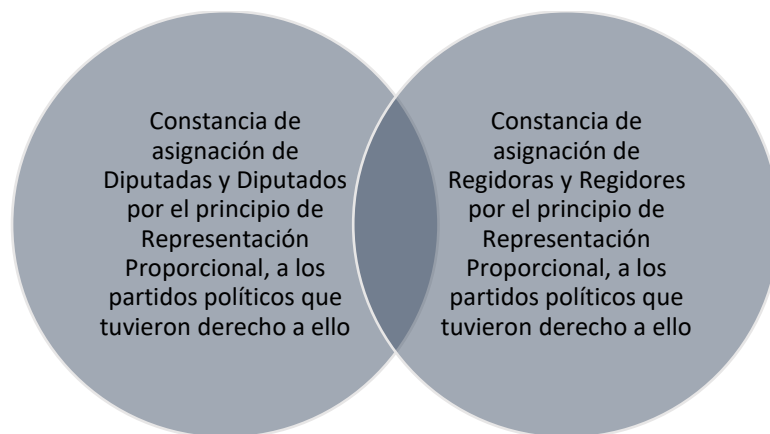 Constancia de
asignación de
Diputadas y Diputados
por el principio de
Representación
Proporcional, a los
partidos políticos que
tuvieron derecho a ello
Constancia de
asignación de
Regidoras y Regidores
por el principio de
Representación
Proporcional, a los
partidos políticos que
tuvieron derecho a ello